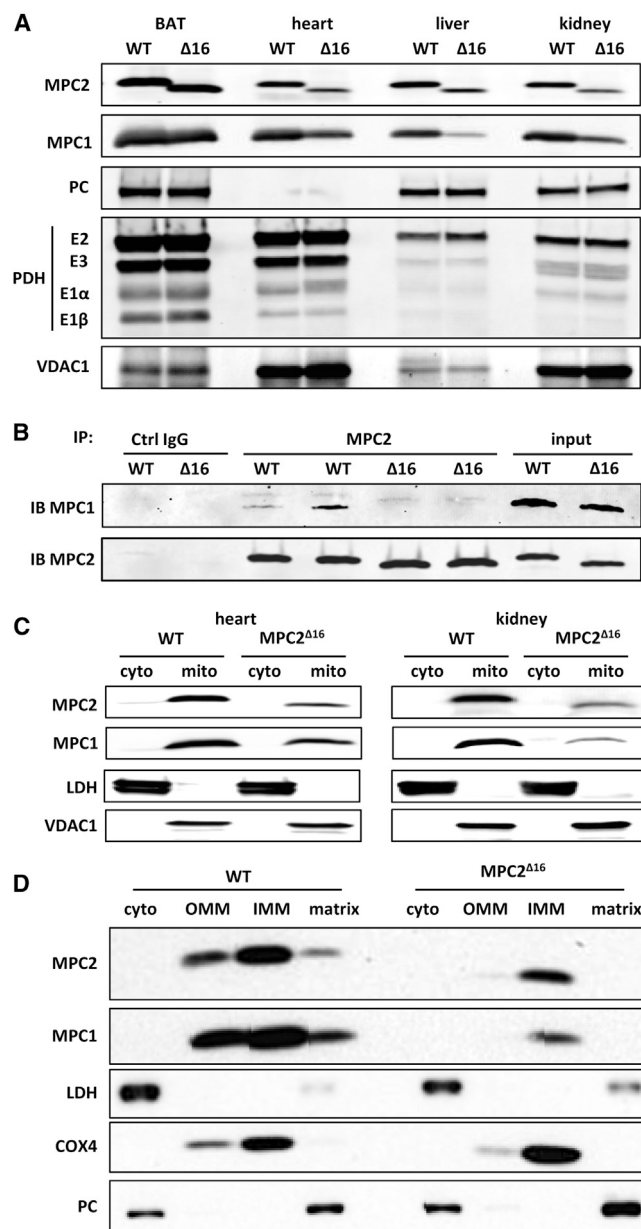 A
BAT heart liver kidney
WT Δ16 WT Δ16 WT Δ16 WT Δ16
MPC2
MPC1
PC
PDH
E2
E3
E1α
E1β
VDAC1
B
IP: Ctrl IgG MPC2 input
WT Δ16 WT WT Δ16 Δ16 WT Δ16
IB MPC1
IB MPC2
C
heart kidney
WT MPC2Δ16 WT MPC2Δ16
cyto mito cyto mito cyto mito cyto mito
MPC2
MPC1
LDH
VDAC1
D
WT MPC2Δ16
cyto OMM IMM matrix cyto OMM IMM matrix
MPC2
MPC1
LDH
COX4
PC